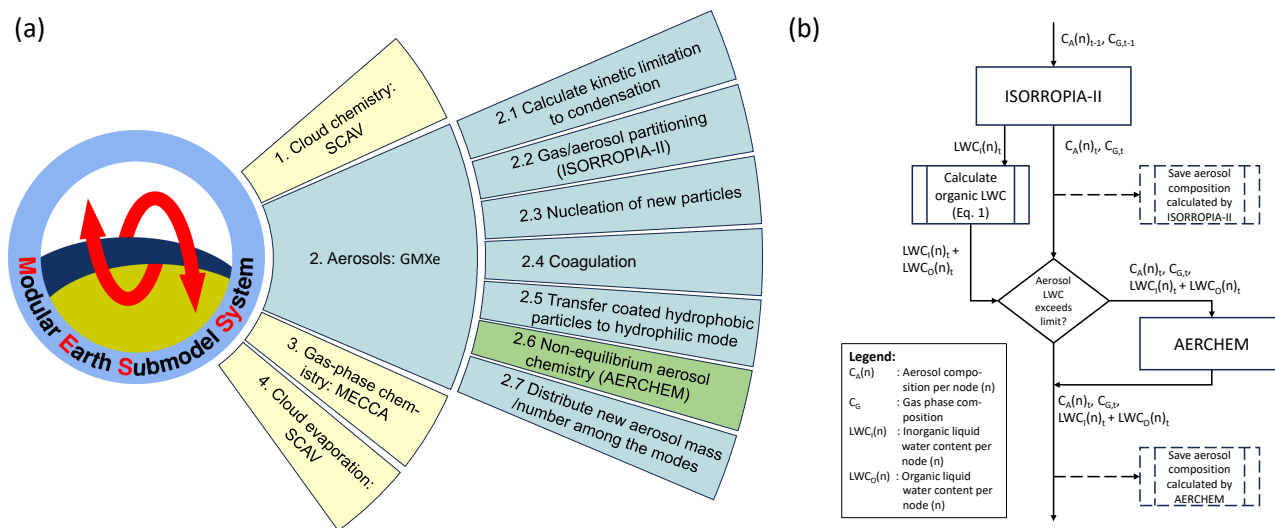 (a)
Modular Earth Submodel System
1. Cloud chemistry:
SCAV
2. Aerosols: GMXe
3. Gas-phase chem-
istry: MECCA
4. Cloud evaporation:
SCAV
2.1 Calculate kinetic limitation
to condensation
2.2 Gas/aerosol partitioning
(ISORROPIA-II)
2.3 Nucleation of new particles
2.4 Coagulation
2.5 Transfer coated hydrophobic
particles to hydrophilic mode
2.6 Non-equilibrium aerosol
chemistry (AERCHEM)
2.7 Distribute new aerosol mass
/number among the modes
(b)
C_A(n)_{t-1}, C_{G,t-1}
ISORROPIA-II
LWC_I(n)_t
C_A(n)_t, C_{G,t}
Calculate
organic LWC
(Eq. 1)
Save aerosol
composition
calculated by
ISORROPIA-II
LWC_I(n)_t +
LWC_O(n)_t
Aerosol
LWC
exceeds
limit?
C_A(n)_t, C_{G,t},
LWC_I(n)_t + LWC_O(n)_t
AERCHEM
C_A(n)_t, C_{G,t},
LWC_I(n)_t + LWC_O(n)_t
Save aerosol
composition
calculated by
AERCHEM
Legend:
C_A(n) : Aerosol compo-
sition per node (n)
C_G : Gas phase com-
position
LWC_I(n) : Inorganic liquid
water content per
node (n)
LWC_O(n) : Organic liquid
water content per
node (n)